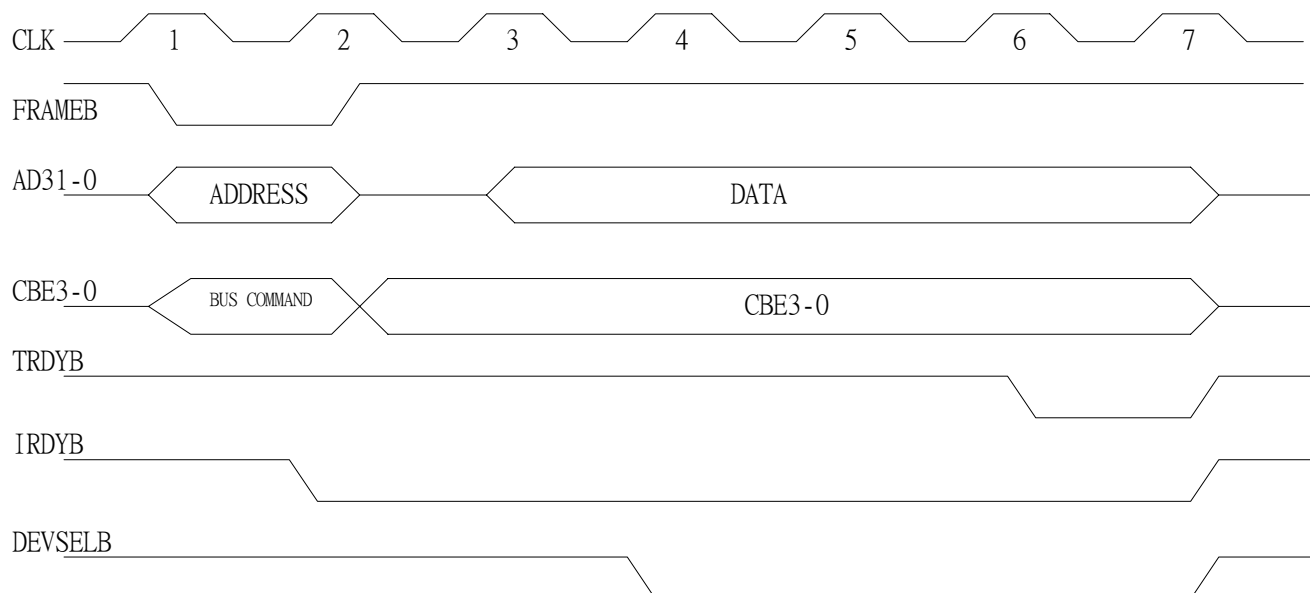 CLK 1 2 3 4 5 6 7
FRAMEB
AD31-0 ADDRESS DATA
CBE3-0 BUS COMMAND CBE3-0
TRDYB
IRDYB
DEVSELB